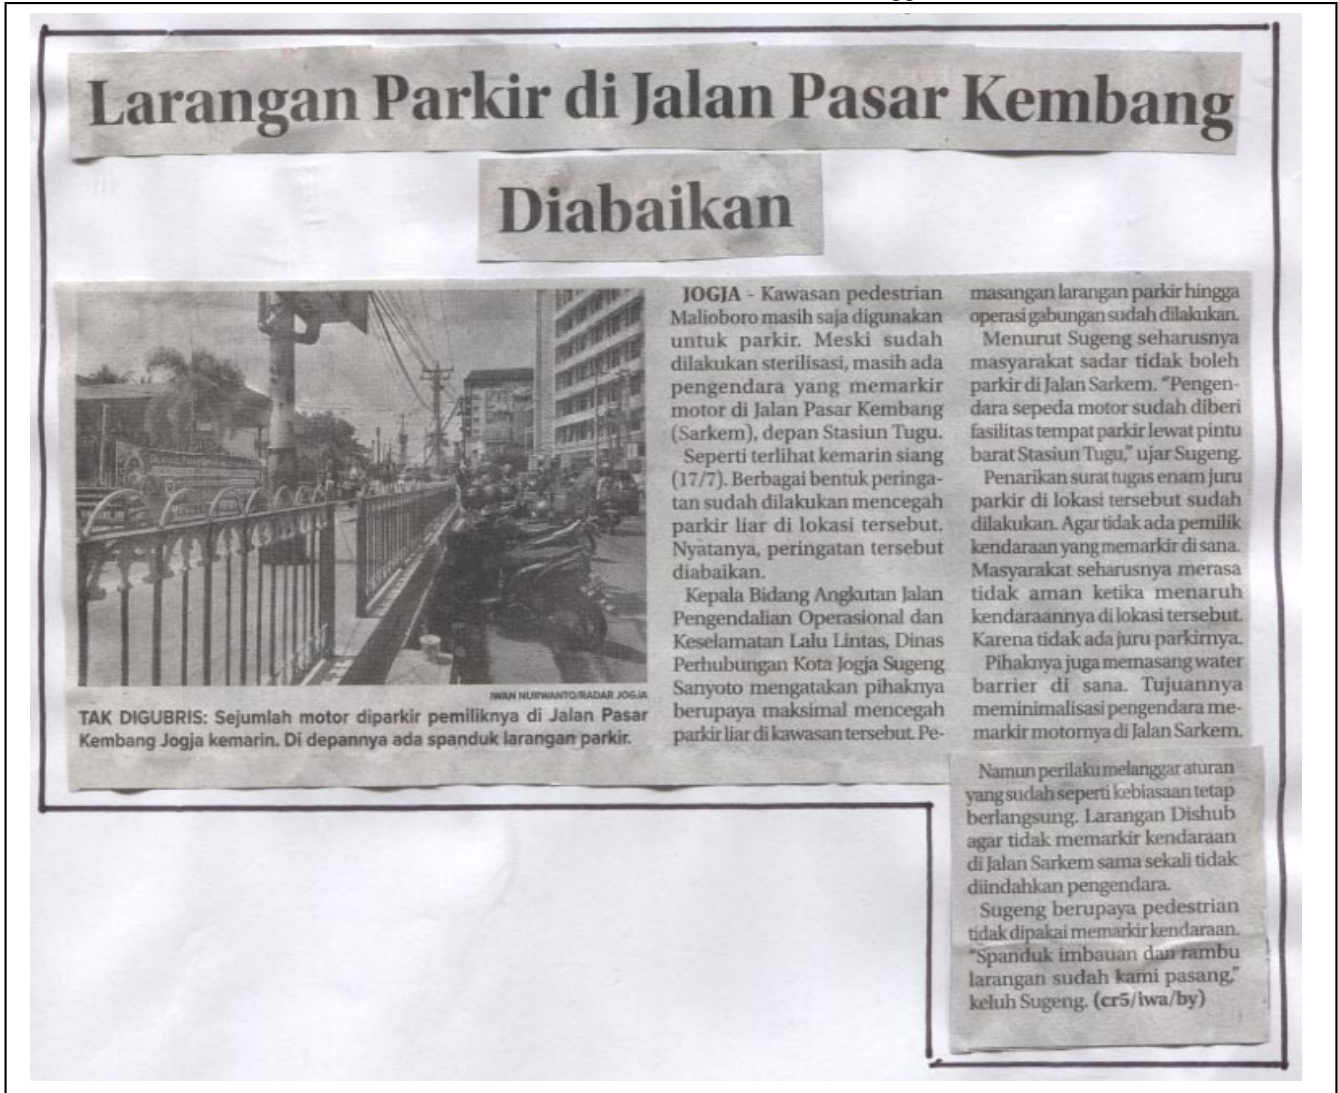 Larangan Parkir di Jalan Pasar Kembang
Diabaikan
IWAN NURWANTO/RADAR JOGJA
TAK DIGUBRIS: Sejumlah motor diparkir pemiliknya di Jalan Pasar
Kembang Jogja kemarin. Di depannya ada spanduk larangan parkir.
JOGJA - Kawasan pedestrian
Malioboro masih saja digunakan
untuk parkir. Meski sudah
dilakukan sterilisasi, masih ada
pengendara yang memarkir
motor di Jalan Pasar Kembang
(Sarkem), depan Stasiun Tugu.
Seperti terlihat kemarin siang
(17/7). Berbagai bentuk peringa-
tan sudah dilakukan mencegah
parkir liar di lokasi tersebut.
Nyatanya, peringatan tersebut
diabaikan.
Kepala Bidang Angkutan Jalan
Pengendalian Operasional dan
Keselamatan Lalu Lintas, Dinas
Perhubungan Kota Jogja Sugeng
Sanyoto mengatakan pihaknya
berupaya maksimal mencegah
parkir liar di kawasan tersebut. Pe-
masangan larangan parkir hingga
operasi gabungan sudah dilakukan.
Menurut Sugeng seharusnya
masyarakat sadar tidak boleh
parkir di Jalan Sarkem. "Pengen-
dara sepeda motor sudah diberi
fasilitas tempat parkir lewat pintu
barat Stasiun Tugu," ujar Sugeng.
Penarikan surat tugas enam juru
parkir di lokasi tersebut sudah
dilakukan. Agar tidak ada pemilik
kendaraan yang memarkir di sana.
Masyarakat seharusnya merasa
tidak aman ketika menaruh
kendaraannya di lokasi tersebut.
Karena tidak ada juru parkirnya.
Pihaknya juga memasang water
barrier di sana. Tujuannya
meminimalisasi pengendara me-
markir motornya di Jalan Sarkem.
Namun perilaku melanggar aturan
yang sudah seperti kebiasaan tetap
berlangsung. Larangan Dishub
agar tidak memarkir kendaraan
di Jalan Sarkem sama sekali tidak
diindahkan pengendara.
Sugeng berupaya pedestrian
tidak dipakai memarkir kendaraan.
"Spanduk imbauan dan rambu
larangan sudah kami pasang,"
keluh Sugeng. (cr5/iwa/by)